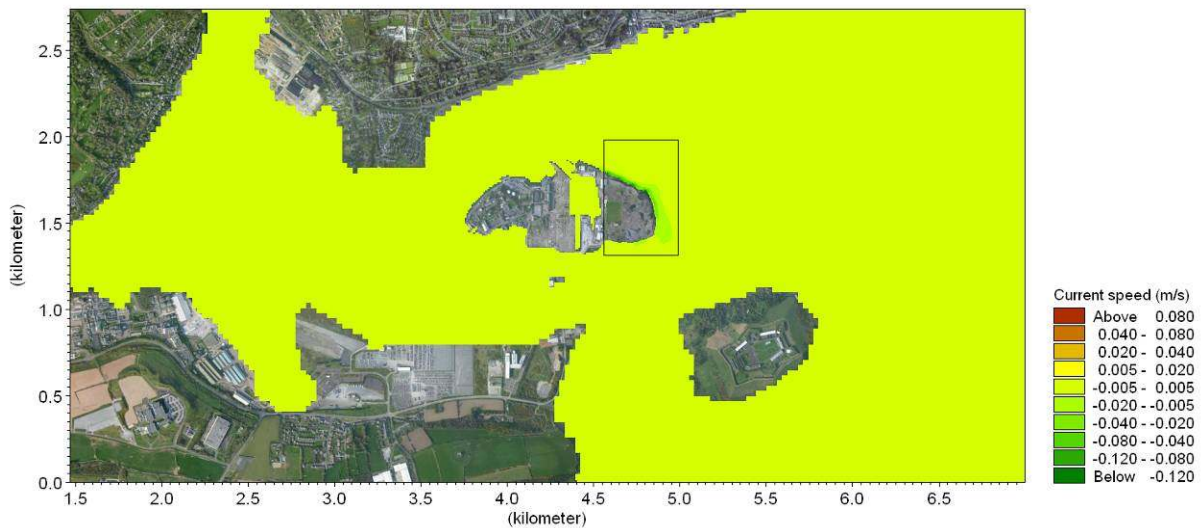 2.5
2.0
1.5
1.0
0.5
0.0
(kilometer)
1.5 2.0 2.5 3.0 3.5 4.0 4.5 5.0 5.5 6.0 6.5
(kilometer)
Current speed (m/s)
Above 0.080
0.040 - 0.080
0.020 - 0.040
0.005 - 0.020
-0.005 - 0.005
-0.020 - -0.005
-0.040 - -0.020
-0.080 - -0.040
-0.120 - -0.080
Below -0.120